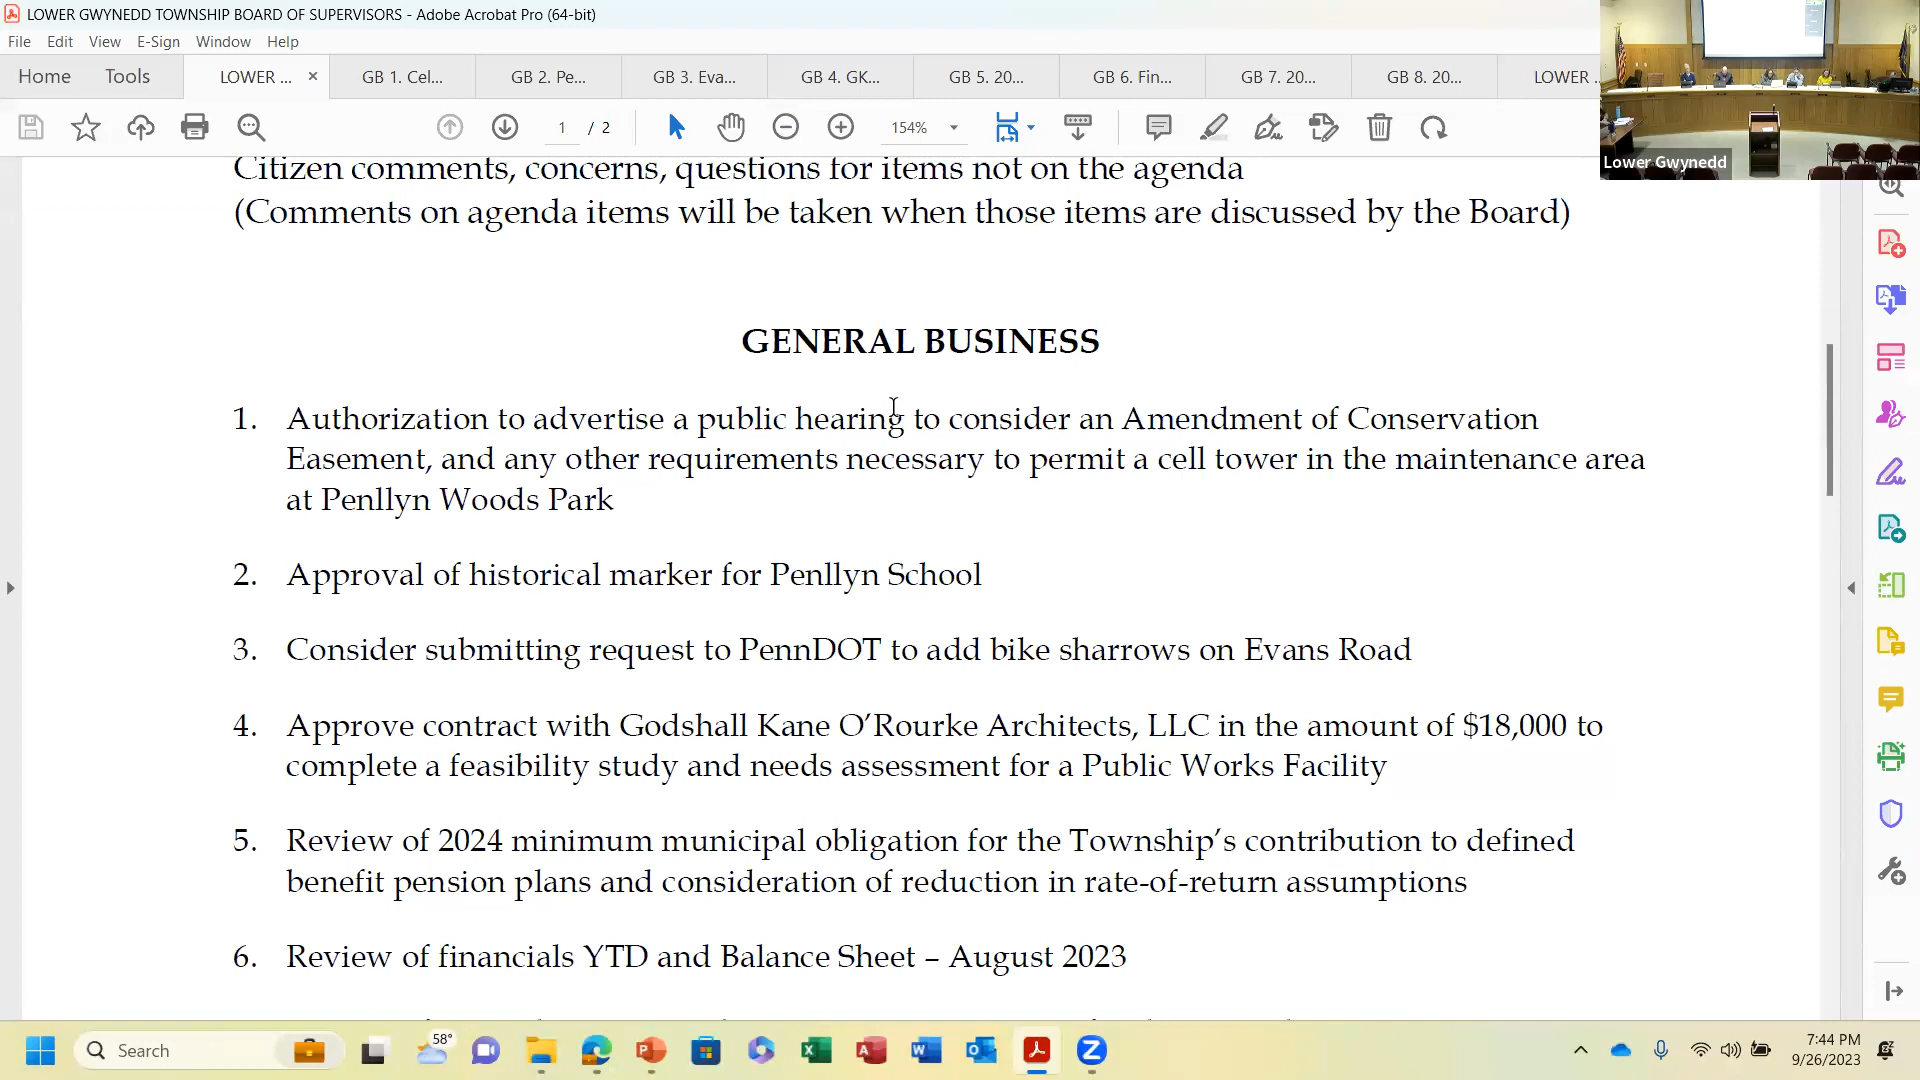 LOWER GWYNEDD TOWNSHIP BOARD OF SUPERVISORS - Adobe Acrobat Pro (64-bit)
File Edit View E-Sign Window Help
Home Tools LOWER ... × GB 1. Cel... GB 2. Pe... GB 3. Eva... GB 4. GK... GB 5. 20... GB 6. Fin... GB 7. 20... GB 8. 20... LOWER ..
1 / 2 154%
Lower Gwynedd
Citizen comments, concerns, questions for items not on the agenda
(Comments on agenda items will be taken when those items are discussed by the Board)
GENERAL BUSINESS
1. Authorization to advertise a public hearing to consider an Amendment of Conservation
Easement, and any other requirements necessary to permit a cell tower in the maintenance area
at Penllyn Woods Park
2. Approval of historical marker for Penllyn School
3. Consider submitting request to PennDOT to add bike sharrows on Evans Road
4. Approve contract with Godshall Kane O’Rourke Architects, LLC in the amount of $18,000 to
complete a feasibility study and needs assessment for a Public Works Facility
5. Review of 2024 minimum municipal obligation for the Township’s contribution to defined
benefit pension plans and consideration of reduction in rate-of-return assumptions
6. Review of financials YTD and Balance Sheet – August 2023
Search
58°
7:44 PM
9/26/2023